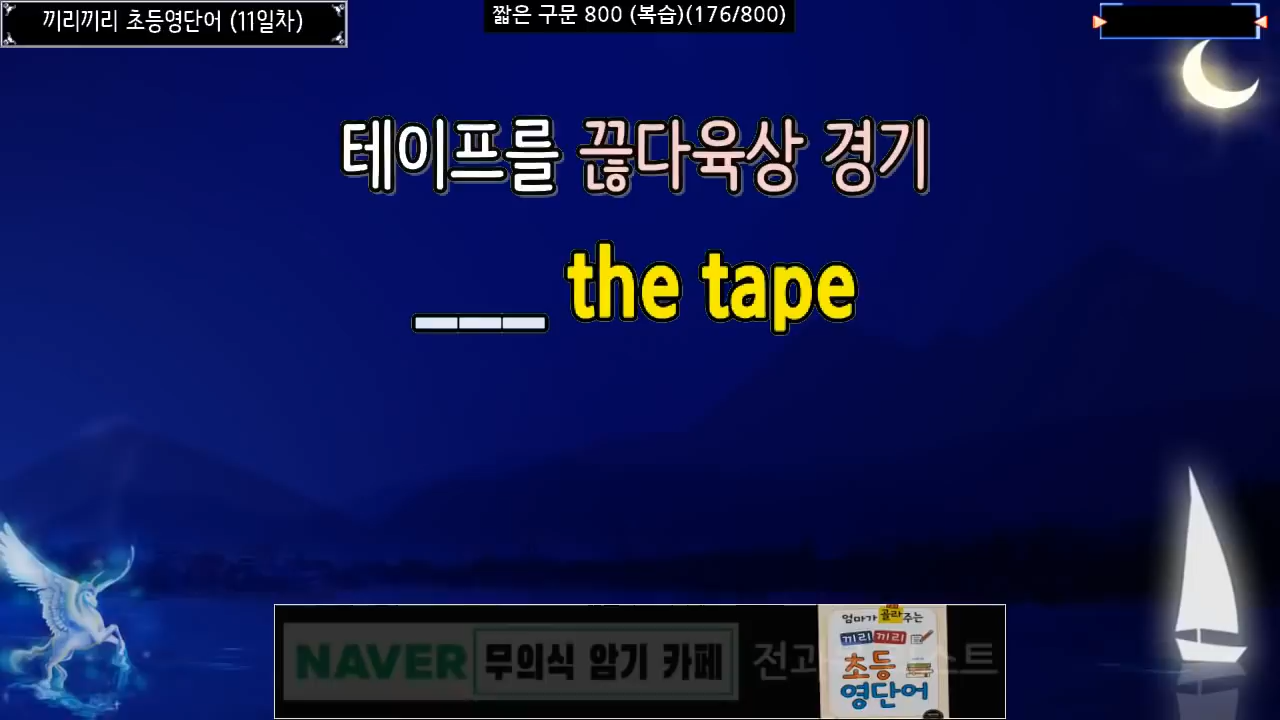 끼리끼리 초등영단어 (11일차)
짧은 구문 800 (복습)(176/800)
테이프를 끊다육상 경기
___ the tape
NAVER 무의식 암기 카페
엄마가 골라주는
끼리끼리
초등
영단어